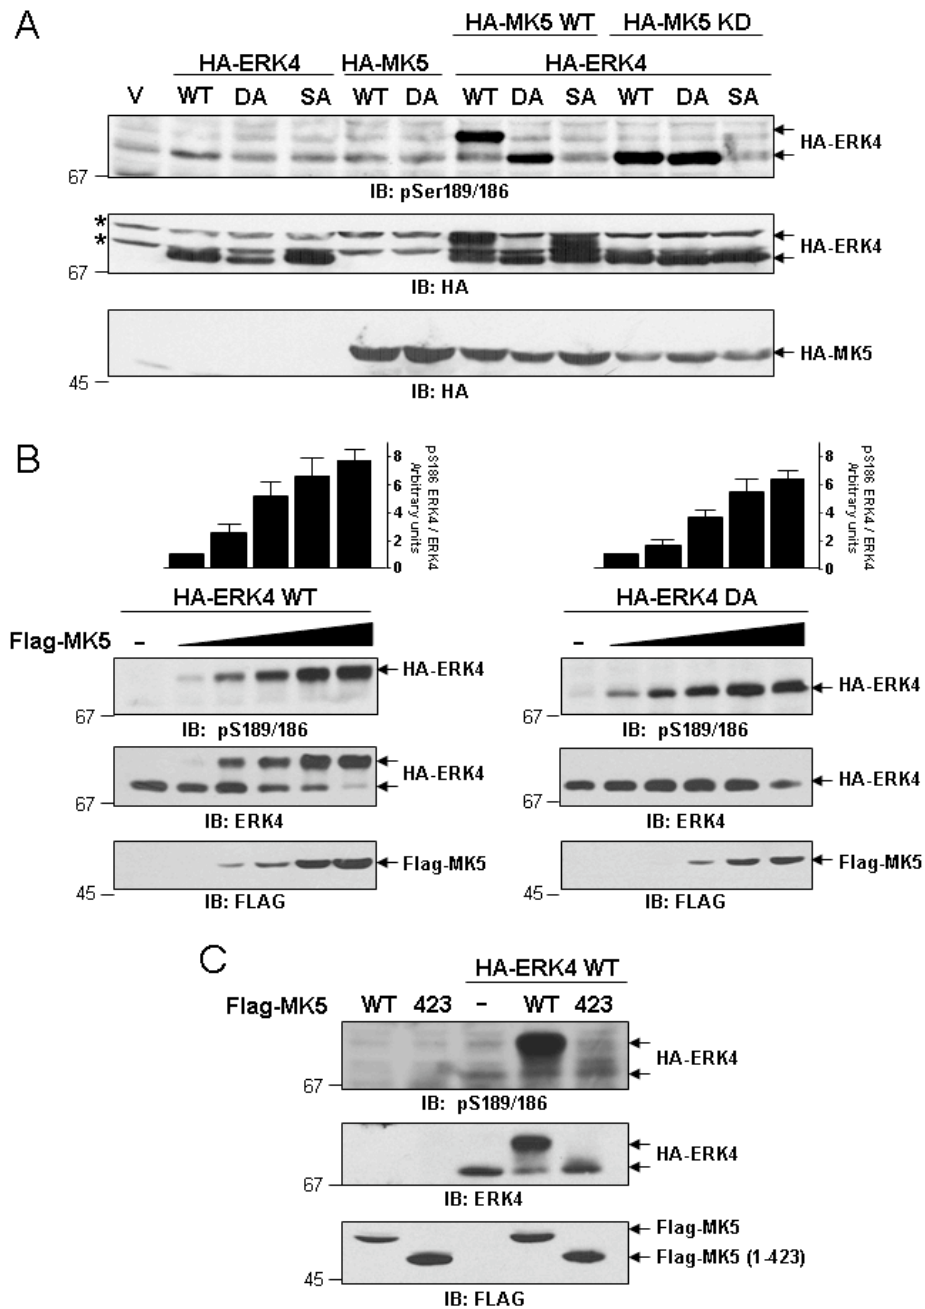 A
HA-MK5 WT HA-MK5 KD
HA-ERK4 HA-MK5 HA-ERK4
V WT DA SA WT DA WT DA SA WT DA SA
HA-ERK4
67
IB: pSer189/186
*
*
HA-ERK4
67
IB: HA
HA-MK5
45
IB: HA
B
8
6
4
2
0
pS186 ERK4 / ERK4
Arbitrary units
8
6
4
2
0
pS186 ERK4 / ERK4
Arbitrary units
HA-ERK4 WT HA-ERK4 DA
Flag-MK5 - -
HA-ERK4 HA-ERK4
67 67
IB: pS189/186 IB: pS189/186
HA-ERK4 HA-ERK4
67 67
IB: ERK4 IB: ERK4
Flag-MK5 Flag-MK5
45 45
IB: FLAG IB: FLAG
C
HA-ERK4 WT
Flag-MK5 WT 423 - WT 423
HA-ERK4
67
IB: pS189/186
HA-ERK4
67
IB: ERK4
Flag-MK5
Flag-MK5 (1-423)
45
IB: FLAG